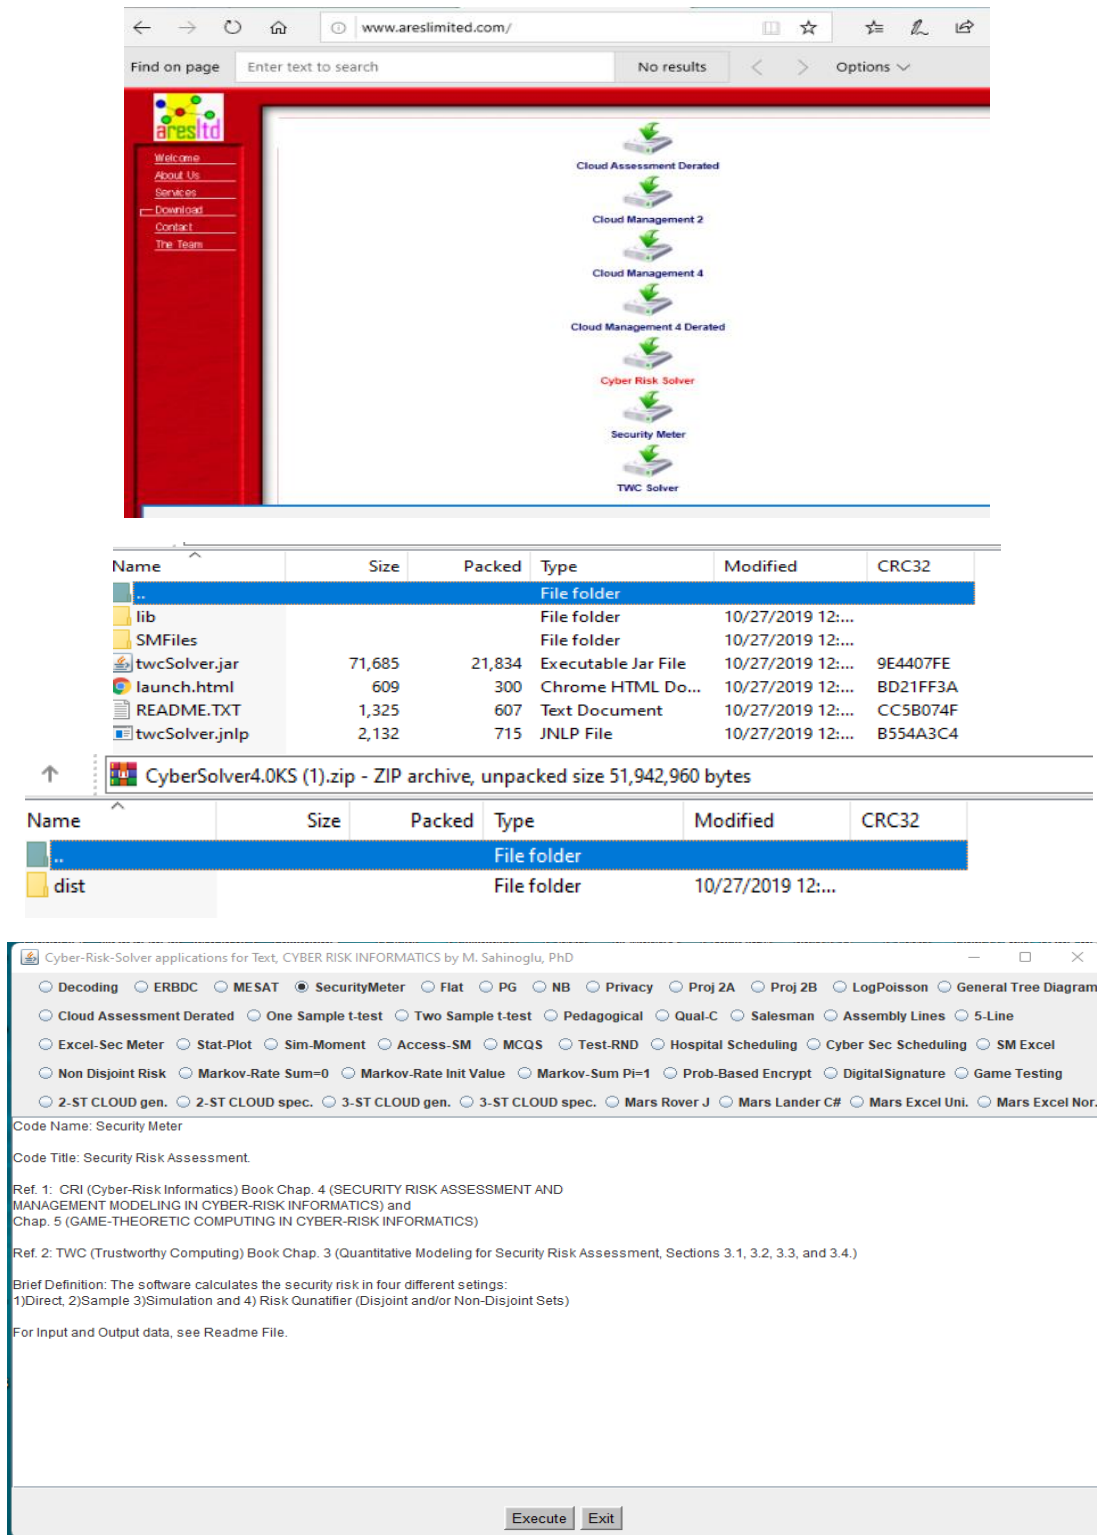 www.areslimited.com/
Find on page Enter text to search No results Options
aresltd
Welcome
About Us
Services
Download
Contact
The Team
Cloud Assessment Derated
Cloud Management 2
Cloud Management 4
Cloud Management 4 Derated
Cyber Risk Solver
Security Meter
TWC Solver
Name Size Packed Type Modified CRC32
.. File folder
lib File folder 10/27/2019 12:...
SMFiles File folder 10/27/2019 12:...
twcSolver.jar 71,685 21,834 Executable Jar File 10/27/2019 12:... 9E4407FE
launch.html 609 300 Chrome HTML Do... 10/27/2019 12:... BD21FF3A
README.TXT 1,325 607 Text Document 10/27/2019 12:... CC5B074F
twcSolver.jnlp 2,132 715 JNLP File 10/27/2019 12:... B554A3C4
CyberSolver4.0KS (1).zip - ZIP archive, unpacked size 51,942,960 bytes
Name Size Packed Type Modified CRC32
.. File folder
dist File folder 10/27/2019 12:...
Cyber-Risk-Solver applications for Text, CYBER RISK INFORMATICS by M. Sahinoglu, PhD
Decoding ERBDC MESAT SecurityMeter Flat PG NB Privacy Proj 2A Proj 2B LogPoisson General Tree Diagram
Cloud Assessment Derated One Sample t-test Two Sample t-test Pedagogical Qual-C Salesman Assembly Lines 5-Line
Excel-Sec Meter Stat-Plot Sim-Moment Access-SM MCQS Test-RND Hospital Scheduling Cyber Sec Scheduling SM Excel
Non Disjoint Risk Markov-Rate Sum=0 Markov-Rate Init Value Markov-Sum Pi=1 Prob-Based Encrypt DigitalSignature Game Testing
2-ST CLOUD gen. 2-ST CLOUD spec. 3-ST CLOUD gen. 3-ST CLOUD spec. Mars Rover J Mars Lander C# Mars Excel Uni. Mars Excel Nor.
Code Name: Security Meter
Code Title: Security Risk Assessment.
Ref. 1: CRI (Cyber-Risk Informatics) Book Chap. 4 (SECURITY RISK ASSESSMENT AND
MANAGEMENT MODELING IN CYBER-RISK INFORMATICS) and
Chap. 5 (GAME-THEORETIC COMPUTING IN CYBER-RISK INFORMATICS)
Ref. 2: TWC (Trustworthy Computing) Book Chap. 3 (Quantitative Modeling for Security Risk Assessment, Sections 3.1, 3.2, 3.3, and 3.4.)
Brief Definition: The software calculates the security risk in four different setings:
1)Direct, 2)Sample 3)Simulation and 4) Risk Qunatifier (Disjoint and/or Non-Disjoint Sets)
For Input and Output data, see Readme File.
Execute Exit